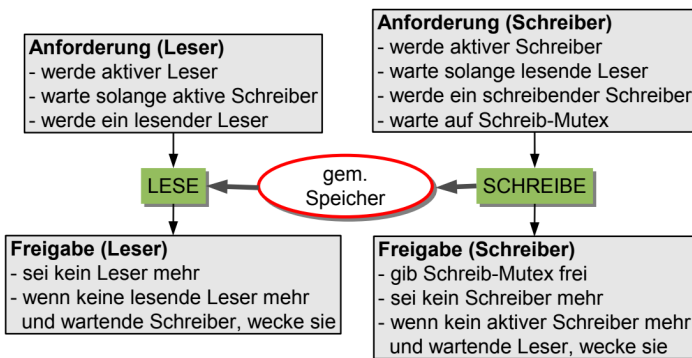 Anforderung (Leser)
- werde aktiver Leser
- warte solange aktive Schreiber
- werde ein lesender Leser
Anforderung (Schreiber)
- werde aktiver Schreiber
- warte solange lesende Leser
- werde ein schreibender Schreiber
- warte auf Schreib-Mutex
LESE
gem.
Speicher
SCHREIBE
Freigabe (Leser)
- sei kein Leser mehr
- wenn keine lesende Leser mehr
und wartende Schreiber, wecke sie
Freigabe (Schreiber)
- gib Schreib-Mutex frei
- sei kein Schreiber mehr
- wenn kein aktiver Schreiber mehr
und wartende Leser, wecke sie